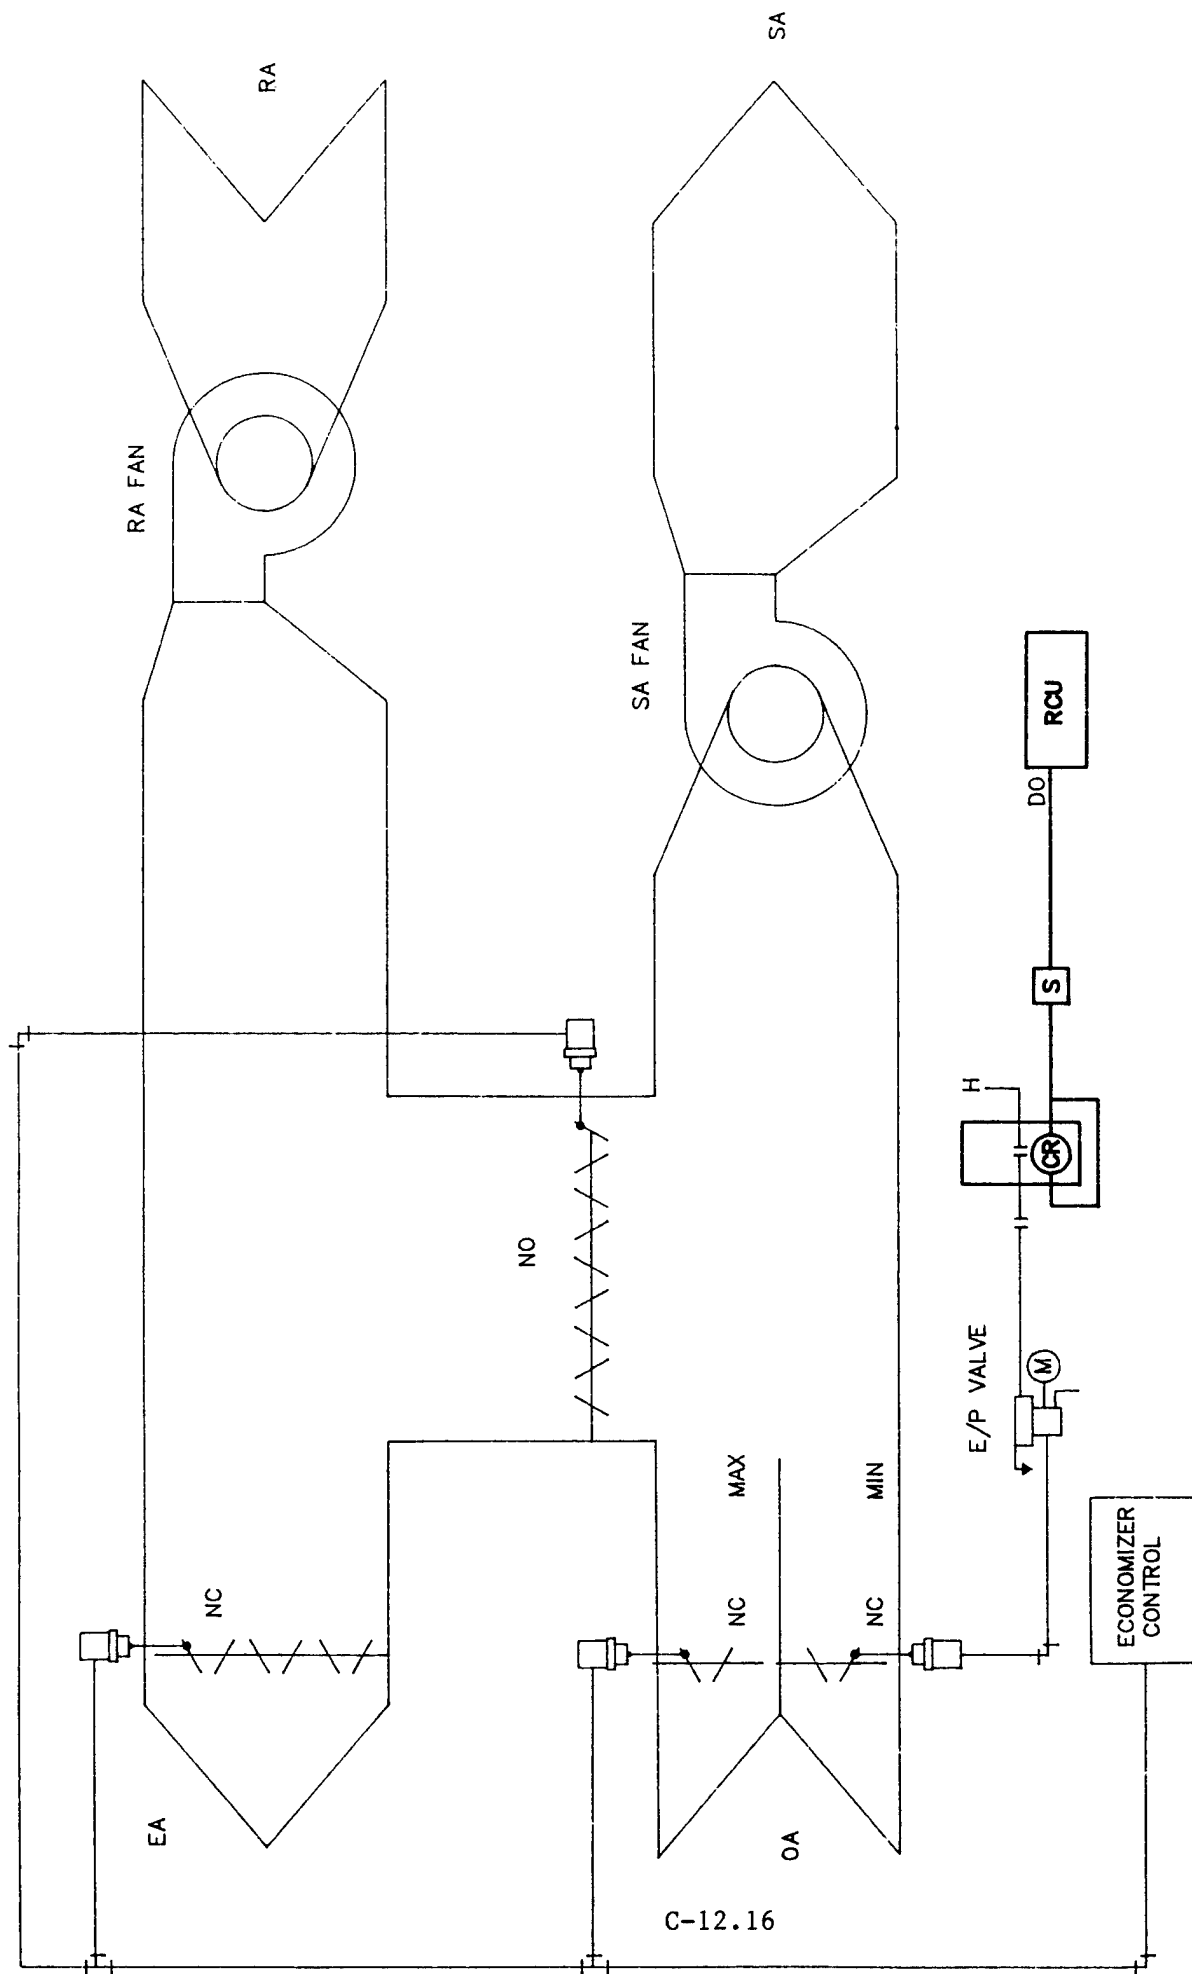 RA
SA
RA FAN
SA FAN
RCU
DO
S
H
CR
NO
E/P VALVE
M
MAX
MIN
NC
NC
NC
ECONOMIZER
CONTROL
EA
OA
C-12.16